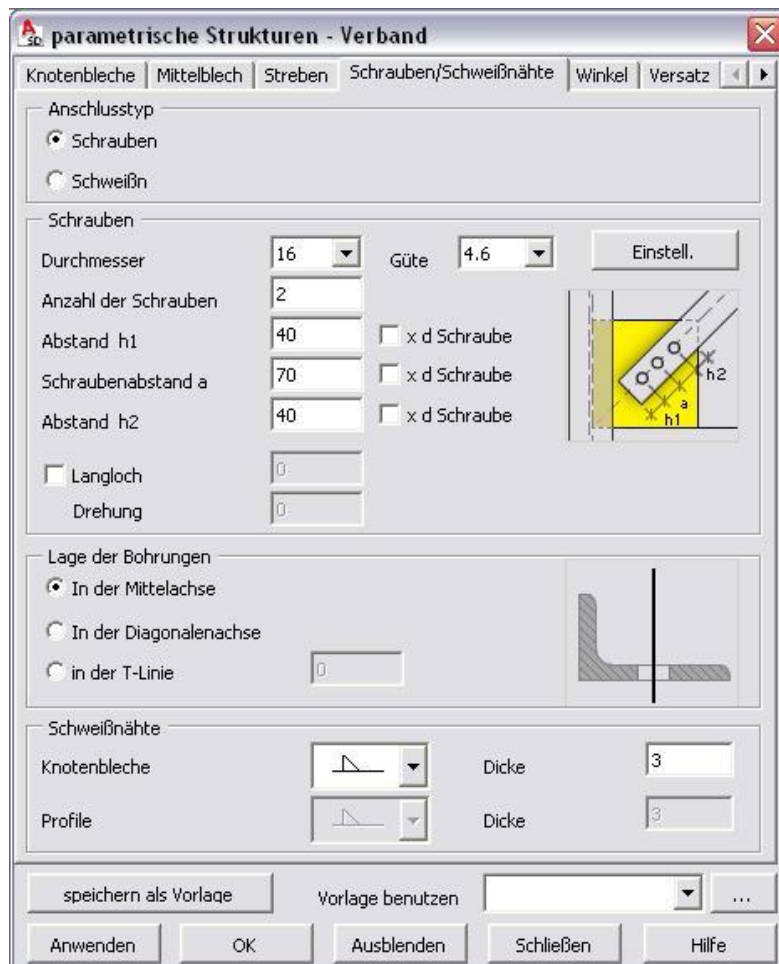 parametrische Strukturen - Verband
Knotenbleche Mittelblech Streben Schrauben/Schweißnähte Winkel Versatz
Anschlusstyp
Schrauben
Schweißn
Schrauben
Durchmesser 16 Güte 4.6 Einstell.
Anzahl der Schrauben 2
Abstand h1 40 x d Schraube
Schraubenabstand a 70 x d Schraube
Abstand h2 40 x d Schraube
h2
a
h1
Langloch 0
Drehung 0
Lage der Bohrungen
In der Mittelachse
In der Diagonalenachse
in der T-Linie 0
Schweißnähte
Knotenbleche Dicke 3
Profile Dicke 3
speichern als Vorlage Vorlage benutzen ...
Anwenden OK Ausblenden Schließen Hilfe